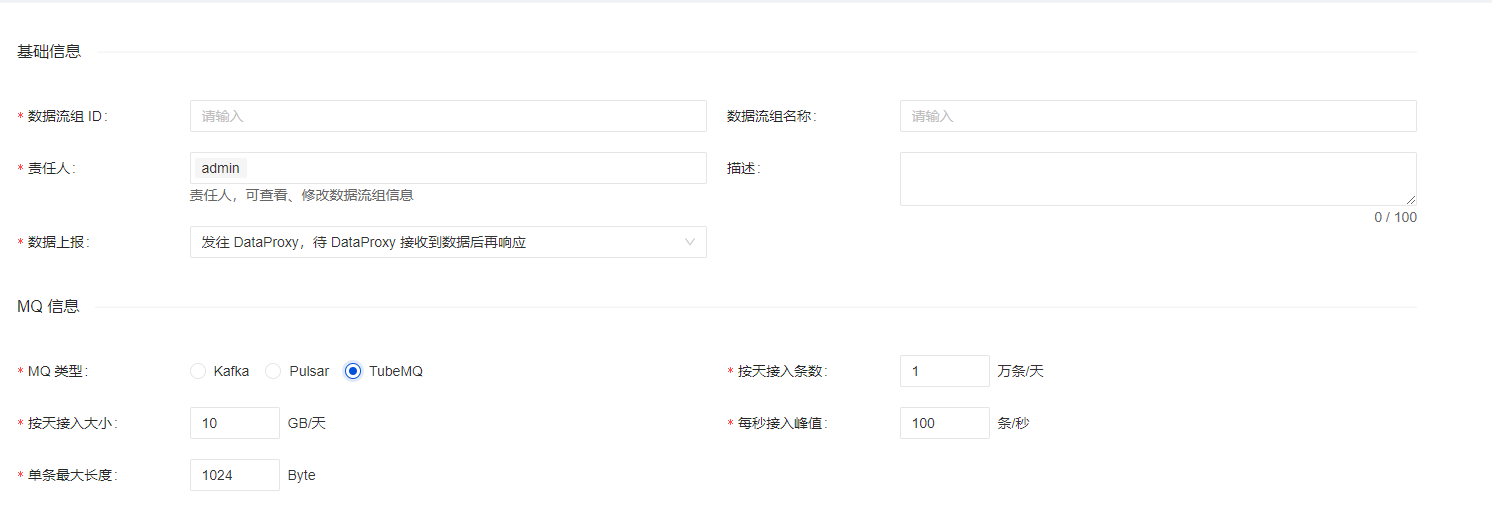 基础信息
* 数据流组 ID: 请输入 数据流组名称: 请输入
* 责任人: admin 描述:
责任人，可查看、修改数据流组信息
0 / 100
* 数据上报: 发往 DataProxy，待 DataProxy 接收到数据后再响应
MQ 信息
* MQ 类型: Kafka Pulsar TubeMQ * 按天接入条数: 1 万条/天
* 按天接入大小: 10 GB/天 * 每秒接入峰值: 100 条/秒
* 单条最大长度: 1024 Byte